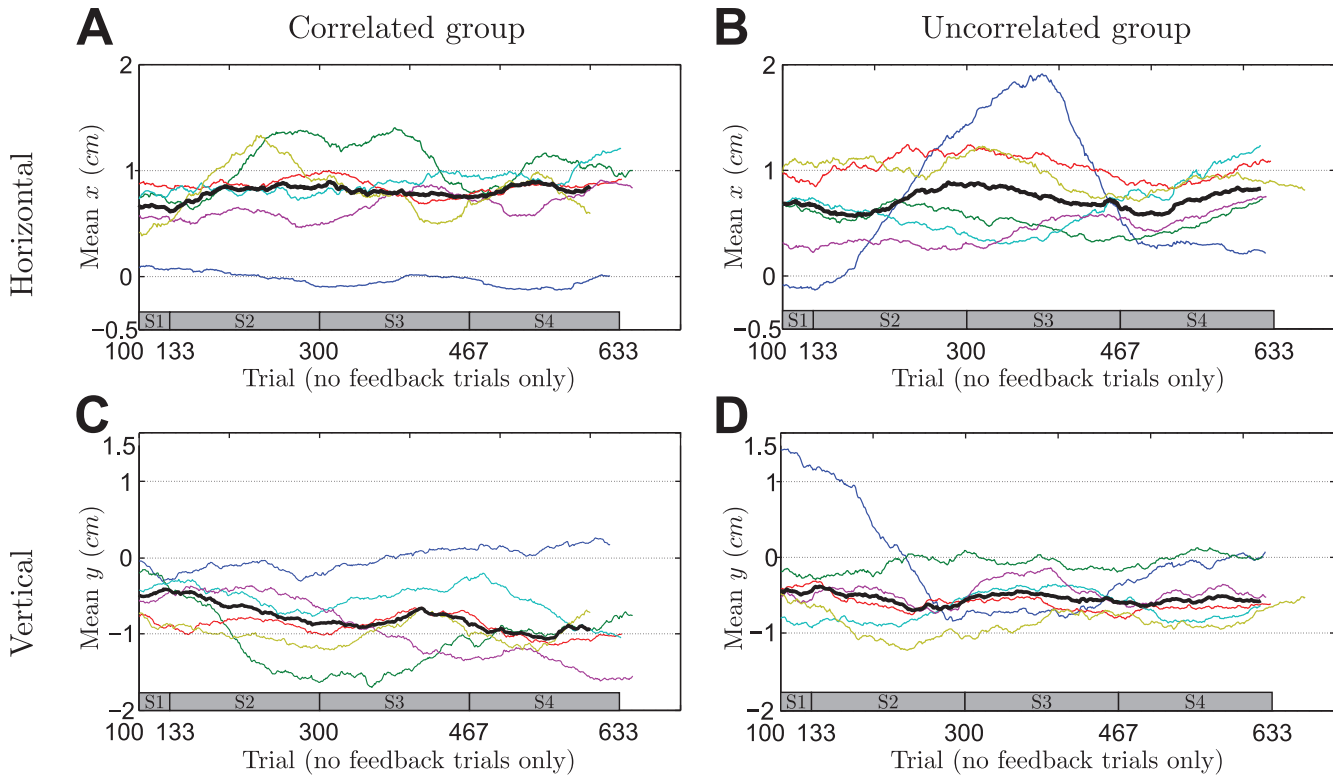 A Correlated group
B Uncorrelated group
Horizontal
Mean x (cm)
2
1
0
−0.5
S1 S2 S3 S4
100 133 300 467 633
Trial (no feedback trials only)
Mean x (cm)
2
1
0
−0.5
S1 S2 S3 S4
100 133 300 467 633
Trial (no feedback trials only)
C
D
Vertical
Mean y (cm)
1.5
1
0
−1
−2
S1 S2 S3 S4
100 133 300 467 633
Trial (no feedback trials only)
Mean y (cm)
1.5
1
0
−1
−2
S1 S2 S3 S4
100 133 300 467 633
Trial (no feedback trials only)